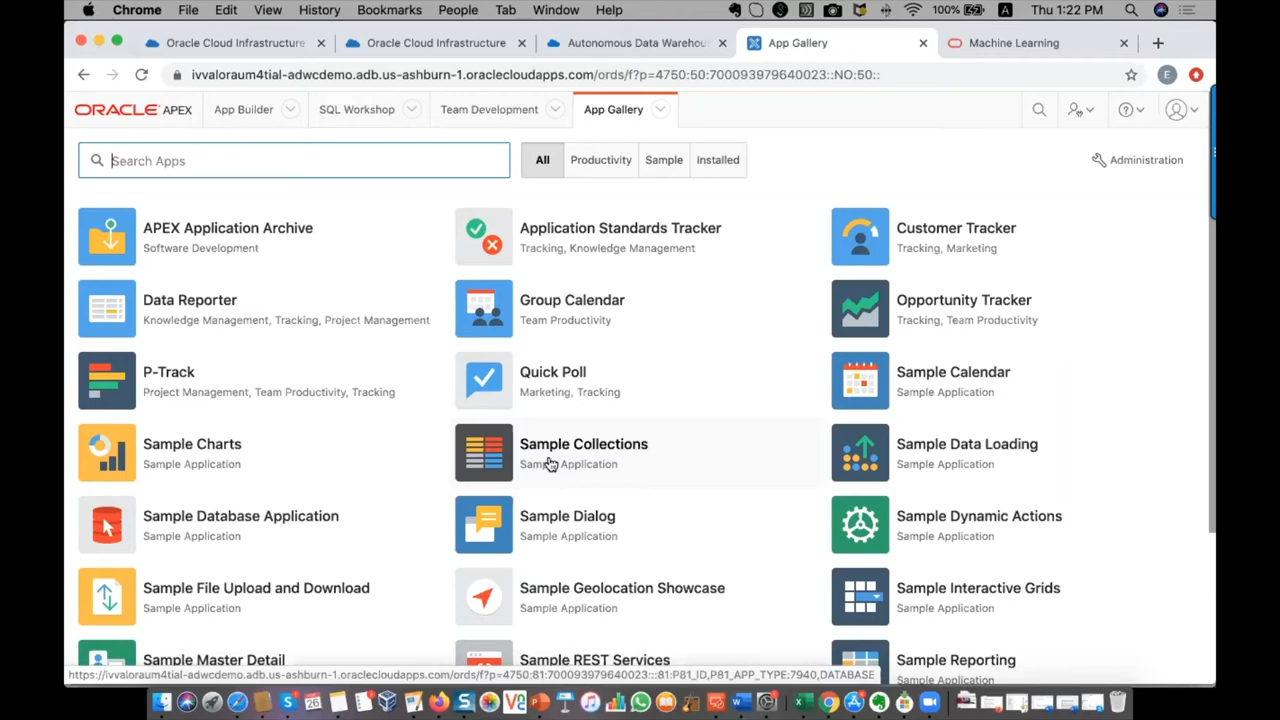 Chrome File Edit View History Bookmarks People Tab Window Help 100% A Thu 1:22 PM
Oracle Cloud Infrastructure Oracle Cloud Infrastructure Autonomous Data Warehou App Gallery Machine Learning
ivvaloraum4tial-adwcdemo.adb.us-ashburn-1.oraclecloudapps.com/ords/f?p=4750:50:700093979640023::NO:50:: E
ORACLE APEX App Builder SQL Workshop Team Development App Gallery
Search Apps All Productivity Sample Installed Administration
APEX Application Archive Application Standards Tracker Customer Tracker
Software Development Tracking, Knowledge Management Tracking, Marketing
Data Reporter Group Calendar Opportunity Tracker
Knowledge Management, Tracking, Project Management Team Productivity Tracking, Team Productivity
P-Track Quick Poll Sample Calendar
Project Management, Team Productivity, Tracking Marketing, Tracking Sample Application
Sample Charts Sample Collections Sample Data Loading
Sample Application Sample Application Sample Application
Sample Database Application Sample Dialog Sample Dynamic Actions
Sample Application Sample Application Sample Application
Sample File Upload and Download Sample Geolocation Showcase Sample Interactive Grids
Sample Application Sample Application Sample Application
Sample Master Detail Sample REST Services Sample Reporting
https://ivvaloraum4tial-adwcdemo.adb.us-ashburn-1.oraclecloudapps.com/ords/f?p=4750:81:700093979640023:::81:P81_ID,P81_APP_TYPE:7940,DATABASE